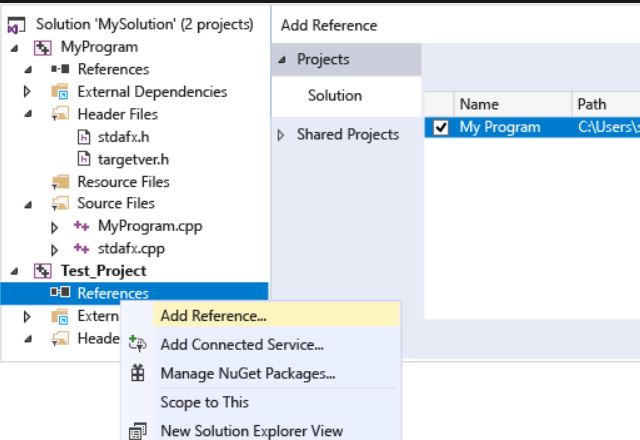 Solution 'MySolution' (2 projects)
MyProgram
References
External Dependencies
Header Files
stdafx.h
targetver.h
Resource Files
Source Files
MyProgram.cpp
stdafx.cpp
Test_Project
References
Extern
Heade
Add Reference...
Add Connected Service...
Manage NuGet Packages...
Scope to This
New Solution Explorer View
Add Reference
Projects
Solution
Shared Projects
Name Path
My Program C:\Users\s